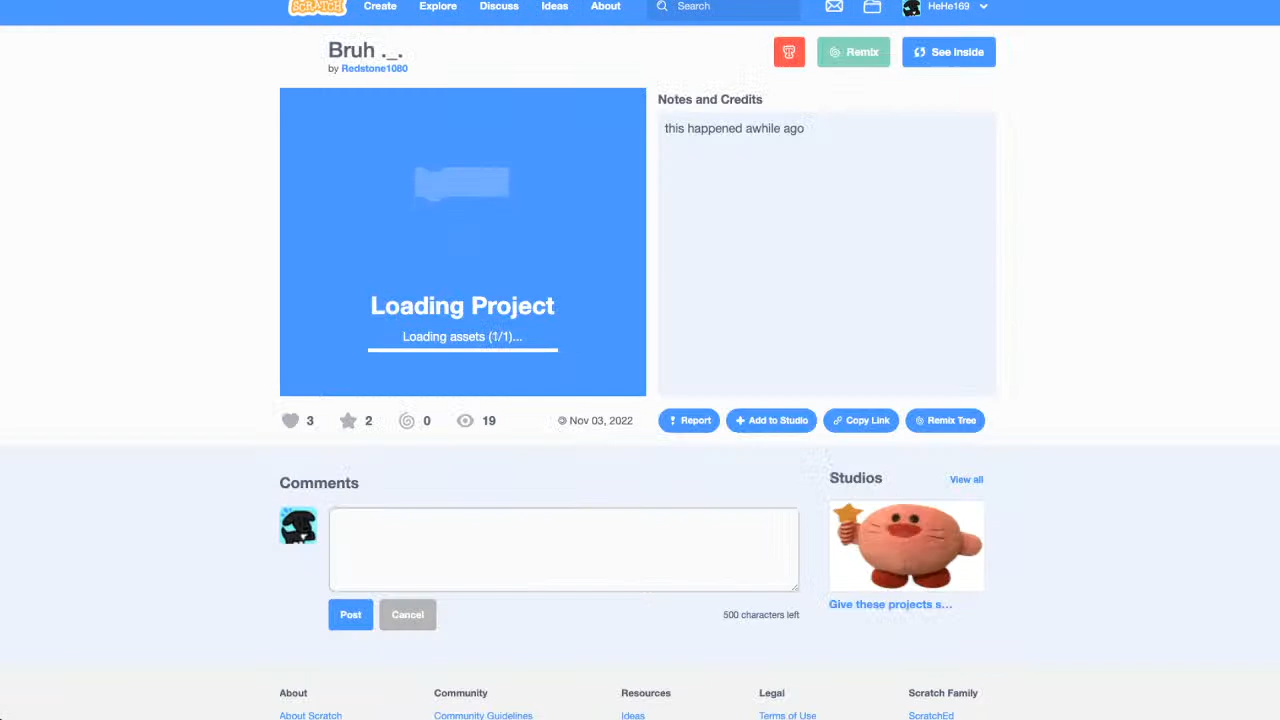 SCRATCH Create Explore Discuss Ideas About Search HeHe169
Bruh ._.
by Redstone1080
Remix
See inside
Loading Project
Loading assets (1/1)...
Notes and Credits
this happened awhile ago
3 2 0 19 © Nov 03, 2022
Report Add to Studio Copy Link Remix Tree
Comments
Post Cancel 500 characters left
Studios View all
Give these projects s...
About Community Resources Legal Scratch Family
About Scratch Community Guidelines Ideas Terms of Use ScratchEd